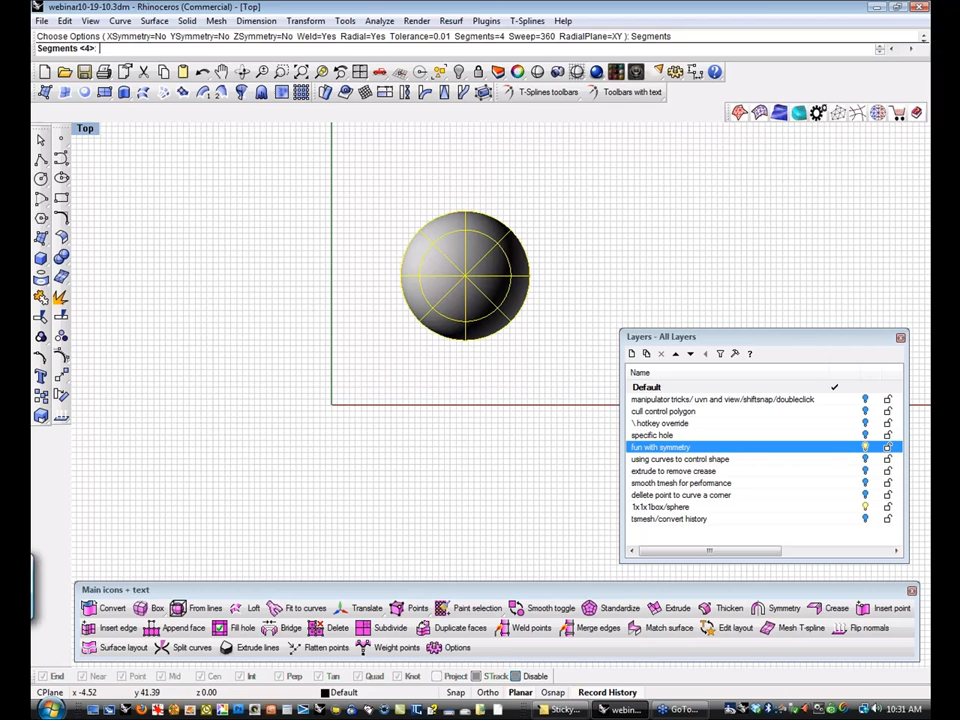 webinar10-19-10.3dm - Rhinoceros (Commercial) - [Top]
File Edit View Curve Surface Solid Mesh Dimension Transform Tools Analyze Render Resurf Plugins T-Splines Help
Choose Options (XSymmetry=No YSymmetry=No ZSymmetry=No Weld=Yes Radial=Yes Tolerance=0.01 Segments=4 Sweep=360 RadialPlane=XY): Segments
Segments <4>:
T-Splines toolbars Toolbars with text
Top
Layers - All Layers
Name
Default
manipulator tricks/ uvn and view/shiftsnap/doubleclick
cull control polygon
\ hotkey override
specific hole
fun with symmetry
using curves to control shape
extrude to remove crease
smooth tmesh for performance
dellete point to curve a corner
1x1x1box/sphere
tsmesh/convert history
Main icons + text
Convert Box From lines Loft Fit to curves Translate Points Paint selection Smooth toggle Standardize Extrude Thicken Symmetry Crease Insert point
Insert edge Append face Fill hole Bridge Delete Subdivide Duplicate faces Weld points Merge edges Match surface Edit layout Mesh T-spline Flip normals
Surface layout Split curves Extrude lines Flatten points Weight points Options
End Near Point Mid Cen Int Perp Tan Quad Knot Project STrack Disable
CPlane x -4.52 y 41.39 z 0.00 Default Snap Ortho Planar Osnap Record History
Sticky... webin... GoTo... 10:31 AM